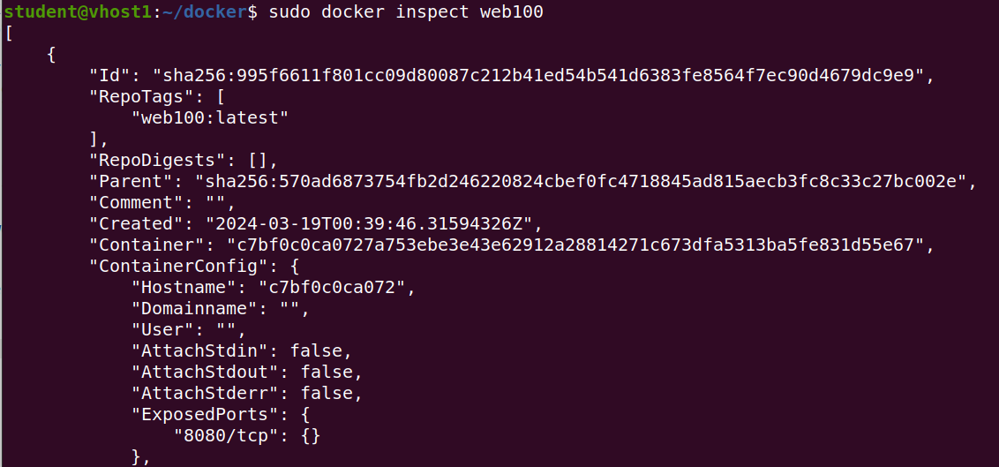 student@vhost1:~/docker$ sudo docker inspect web100
[
    {
        "Id": "sha256:995f6611f801cc09d80087c212b41ed54b541d6383fe8564f7ec90d4679dc9e9",
        "RepoTags": [
            "web100:latest"
        ],
        "RepoDigests": [],
        "Parent": "sha256:570ad6873754fb2d246220824cbef0fc4718845ad815aecb3fc8c33c27bc002e",
        "Comment": "",
        "Created": "2024-03-19T00:39:46.31594326Z",
        "Container": "c7bf0c0ca0727a753ebe3e43e62912a28814271c673dfa5313ba5fe831d55e67",
        "ContainerConfig": {
            "Hostname": "c7bf0c0ca072",
            "Domainname": "",
            "User": "",
            "AttachStdin": false,
            "AttachStdout": false,
            "AttachStderr": false,
            "ExposedPorts": {
                "8080/tcp": {}
            },